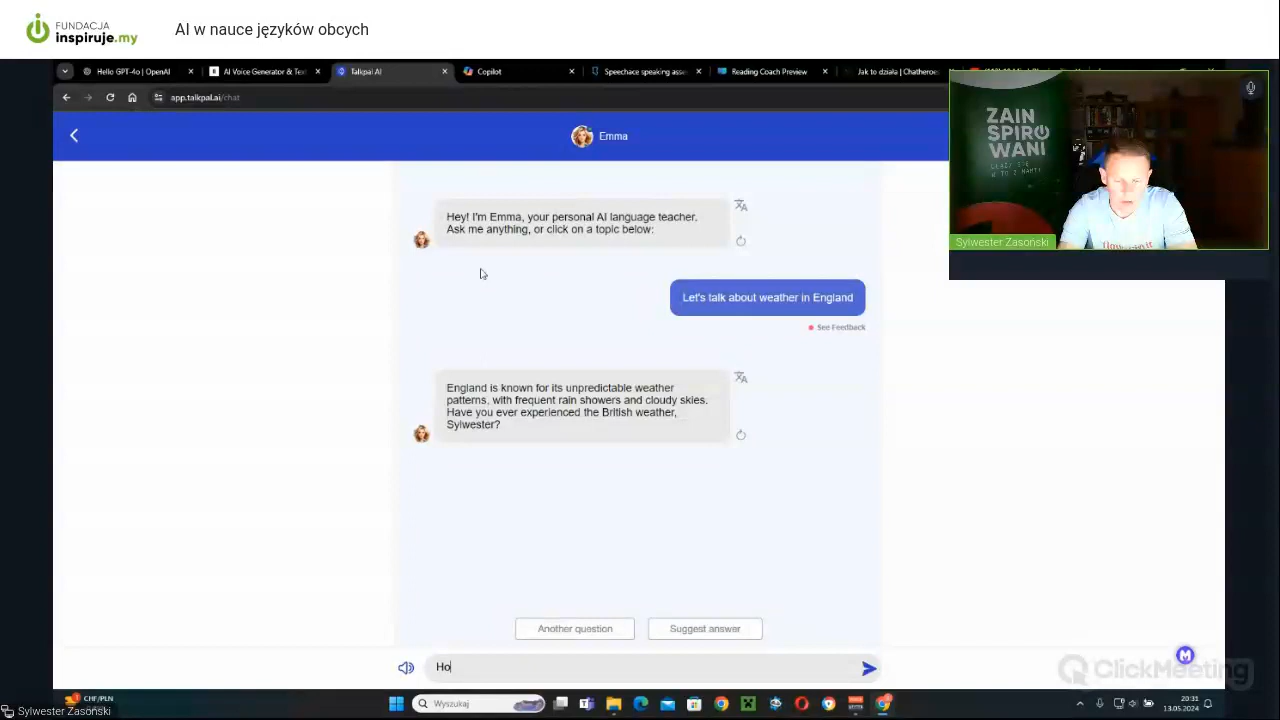 FUNDACJA
inspiruje.my
AI w nauce języków obcych
Hello GPT-4o | OpenAI
AI Voice Generator & Tex
Talkpal AI
Copilot
Speechace speaking asse
Reading Coach Preview
Jak to działa | Chatheroe
app.talkpal.ai/chat
Emma
ZAIN
SPIRO
WANI
Sylwester Zasoński
Hey! I'm Emma, your personal AI language teacher.
Ask me anything, or click on a topic below:
Let's talk about weather in England
See Feedback
England is known for its unpredictable weather
patterns, with frequent rain showers and cloudy skies.
Have you ever experienced the British weather,
Sylwester?
Another question
Suggest answer
Ho
ClickMeeting
CHF/PLN
Wyszukaj
20:31
13.05.2024
Sylwester Zasoński